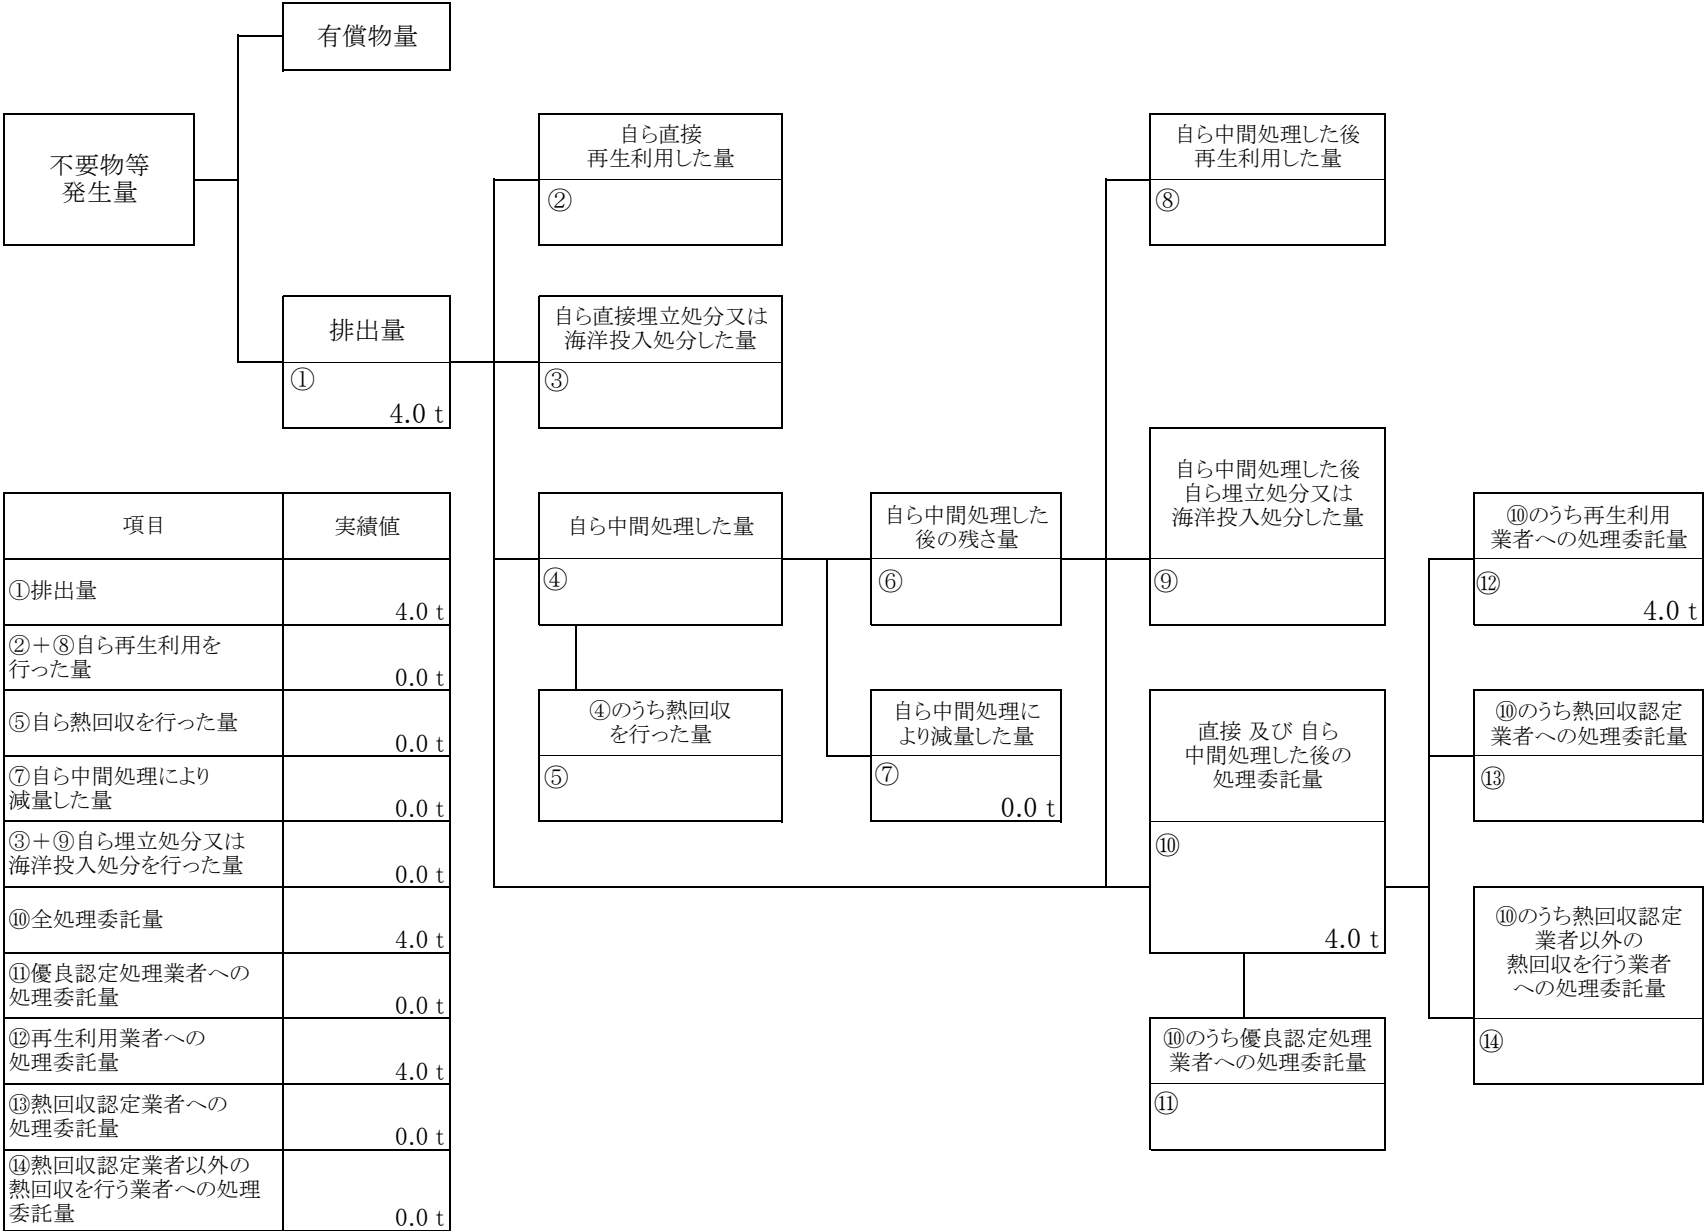 有償物量
不要物等
発生量
排出量
①
4.0 t
自ら直接
再生利用した量
②
自ら直接埋立処分又は
海洋投入処分した量
③
自ら中間処理した量
④
④のうち熱回収
を行った量
⑤
自ら中間処理した
後の残さ量
⑥
自ら中間処理に
より減量した量
⑦
0.0 t
自ら中間処理した後
再生利用した量
⑧
自ら中間処理した後
自ら埋立処分又は
海洋投入処分した量
⑨
直接 及び 自ら
中間処理した後の
処理委託量
⑩
4.0 t
⑩のうち優良認定処理
業者への処理委託量
⑪
⑩のうち再生利用
業者への処理委託量
⑫
4.0 t
⑩のうち熱回収認定
業者への処理委託量
⑬
⑩のうち熱回収認定
業者以外の
熱回収を行う業者
への処理委託量
⑭
項目 実績値
①排出量
4.0 t
②＋⑧自ら再生利用を
行った量
0.0 t
⑤自ら熱回収を行った量
0.0 t
⑦自ら中間処理により
減量した量
0.0 t
③＋⑨自ら埋立処分又は
海洋投入処分を行った量
0.0 t
⑩全処理委託量
4.0 t
⑪優良認定処理業者への
処理委託量
0.0 t
⑫再生利用業者への
処理委託量
4.0 t
⑬熱回収認定業者への
処理委託量
0.0 t
⑭熱回収認定業者以外の
熱回収を行う業者への処理
委託量
0.0 t